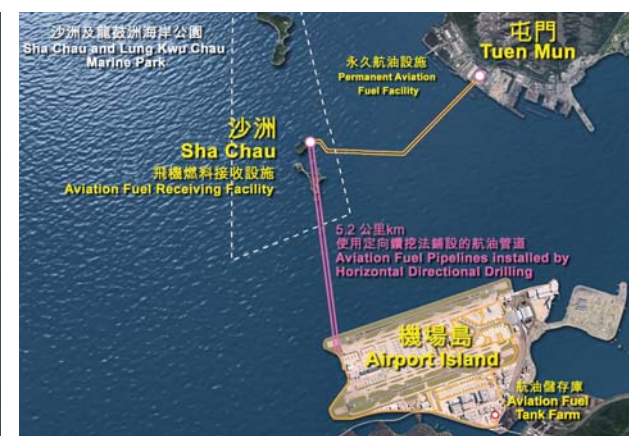 沙洲及龍鼓洲海岸公園
Sha Chau and Lung Kwu Chau
Marine Park
屯門
Tuen Mun
永久航油設施
Permanent Aviation
Fuel Facility
沙洲
Sha Chau
飛機燃料接收設施
Aviation Fuel Receiving Facility
5.2 公里km
使用定向鑽挖法鋪設的航油管道
Aviation Fuel Pipelines installed by
Horizontal Directional Drilling
機場島
Airport Island
航油儲存庫
Aviation Fuel
Tank Farm